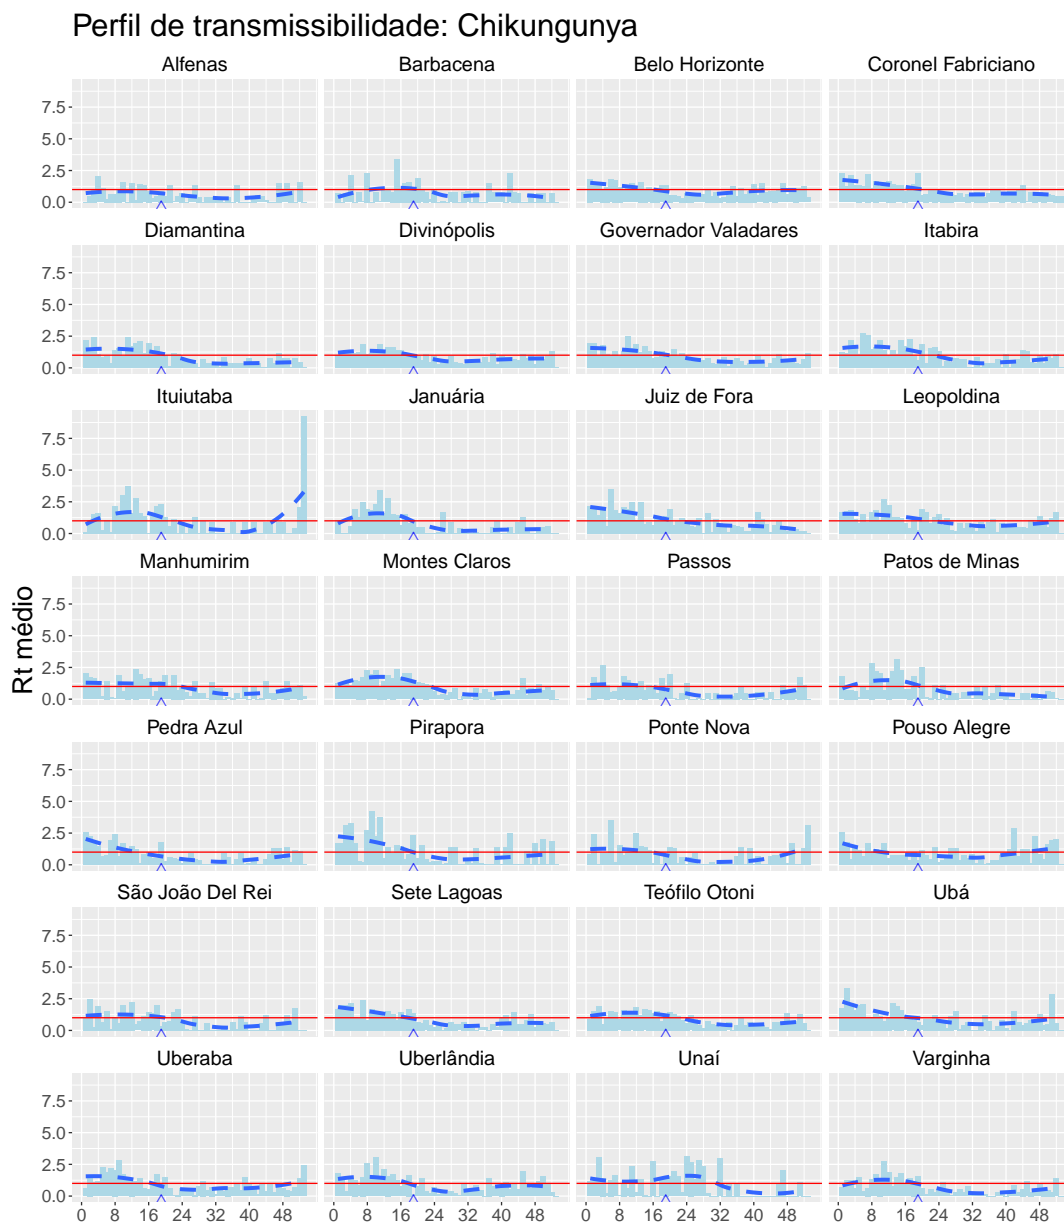 Perfil de transmissibilidade: Chikungunya
Alfenas Barbacena Belo Horizonte Coronel Fabriciano
7.5
5.0
2.5
0.0
Diamantina Divinópolis Governador Valadares Itabira
7.5
5.0
2.5
0.0
Ituiutaba Januária Juiz de Fora Leopoldina
7.5
5.0
2.5
0.0
Manhumirim Montes Claros Passos Patos de Minas
7.5
5.0
2.5
0.0
Rt médio
Pedra Azul Pirapora Ponte Nova Pouso Alegre
7.5
5.0
2.5
0.0
São João Del Rei Sete Lagoas Teófilo Otoni Ubá
7.5
5.0
2.5
0.0
Uberaba Uberlândia Unaí Varginha
7.5
5.0
2.5
0.0
0 8 16 24 32 40 48 0 8 16 24 32 40 48 0 8 16 24 32 40 48 0 8 16 24 32 40 48